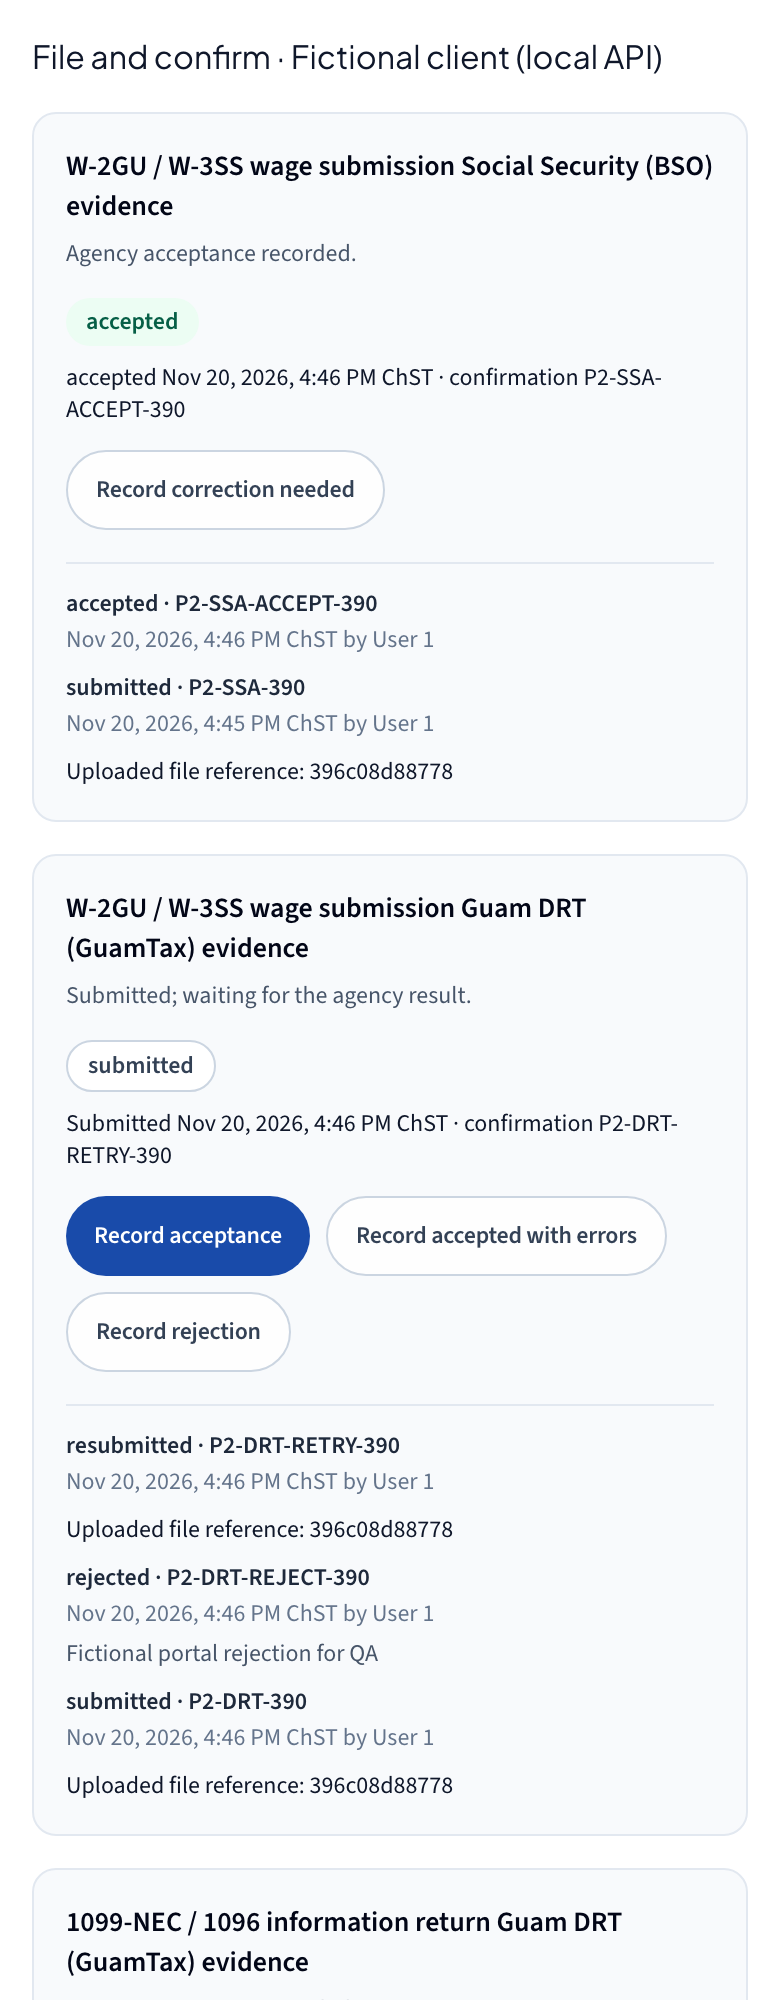 File and confirm · Fictional client (local API)
W-2GU / W-3SS wage submission Social Security (BSO)
evidence
Agency acceptance recorded.
accepted
accepted Nov 20, 2026, 4:46 PM ChST · confirmation P2-SSA-
ACCEPT-390
Record correction needed
accepted · P2-SSA-ACCEPT-390
Nov 20, 2026, 4:46 PM ChST by User 1
submitted · P2-SSA-390
Nov 20, 2026, 4:45 PM ChST by User 1
Uploaded file reference: 396c08d88778
W-2GU / W-3SS wage submission Guam DRT
(GuamTax) evidence
Submitted; waiting for the agency result.
submitted
Submitted Nov 20, 2026, 4:46 PM ChST · confirmation P2-DRT-
RETRY-390
Record acceptance Record accepted with errors
Record rejection
resubmitted · P2-DRT-RETRY-390
Nov 20, 2026, 4:46 PM ChST by User 1
Uploaded file reference: 396c08d88778
rejected · P2-DRT-REJECT-390
Nov 20, 2026, 4:46 PM ChST by User 1
Fictional portal rejection for QA
submitted · P2-DRT-390
Nov 20, 2026, 4:46 PM ChST by User 1
Uploaded file reference: 396c08d88778
1099-NEC / 1096 information return Guam DRT
(GuamTax) evidence